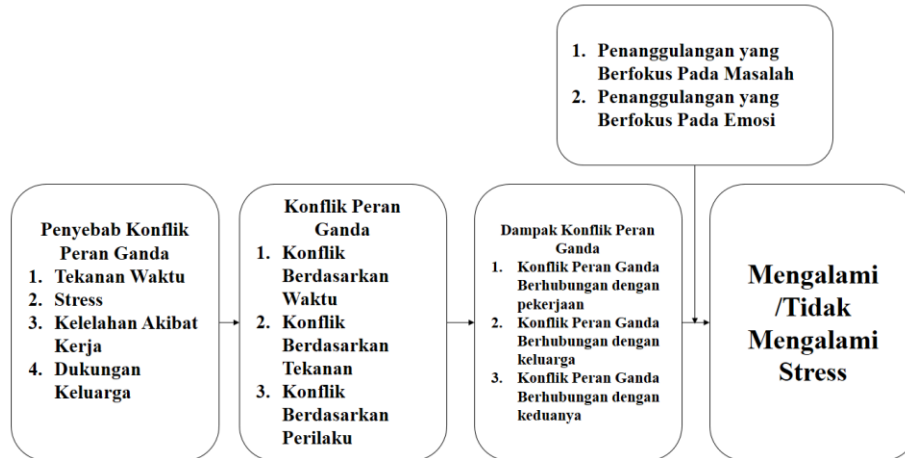 1. Penanggulangan yang
Berfokus Pada Masalah
2. Penanggulangan yang
Berfokus Pada Emosi
Penyebab Konflik
Peran Ganda
1. Tekanan Waktu
2. Stress
3. Kelelahan Akibat
Kerja
4. Dukungan
Keluarga
Konflik Peran
Ganda
1. Konflik
Berdasarkan
Waktu
2. Konflik
Berdasarkan
Tekanan
3. Konflik
Berdasarkan
Perilaku
Dampak Konflik Peran
Ganda
1. Konflik Peran Ganda
Berhubungan dengan
pekerjaan
2. Konflik Peran Ganda
Berhubungan dengan
keluarga
3. Konflik Peran Ganda
Berhubungan dengan
keduanya
Mengalami
/Tidak
Mengalami
Stress